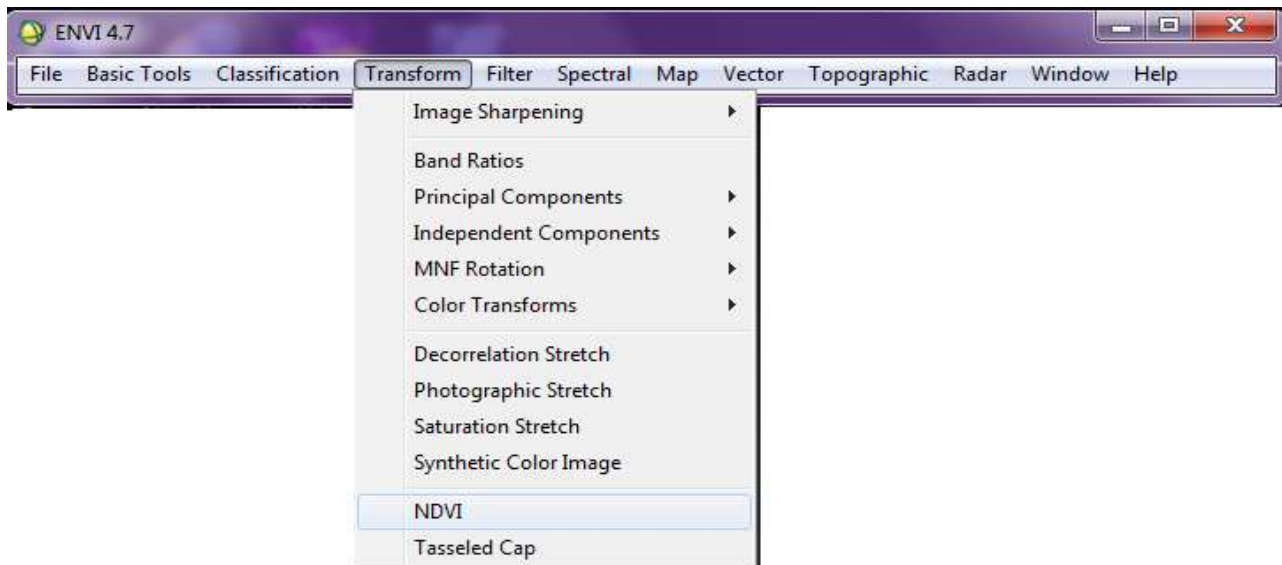 ENVI 4.7
File Basic Tools Classification Transform Filter Spectral Map Vector Topographic Radar Window Help
Image Sharpening
Band Ratios
Principal Components
Independent Components
MNF Rotation
Color Transforms
Decorrelation Stretch
Photographic Stretch
Saturation Stretch
Synthetic Color Image
NDVI
Tasseled Cap